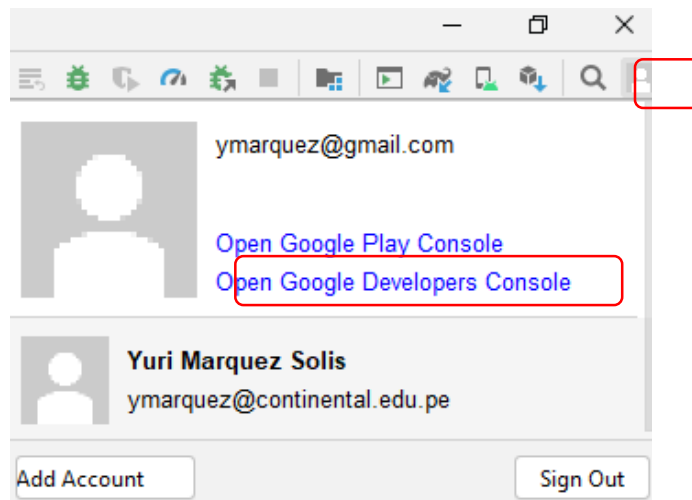 ymarquez@gmail.com
Open Google Play Console
Open Google Developers Console
Yuri Marquez Solis
ymarquez@continental.edu.pe
Add Account
Sign Out